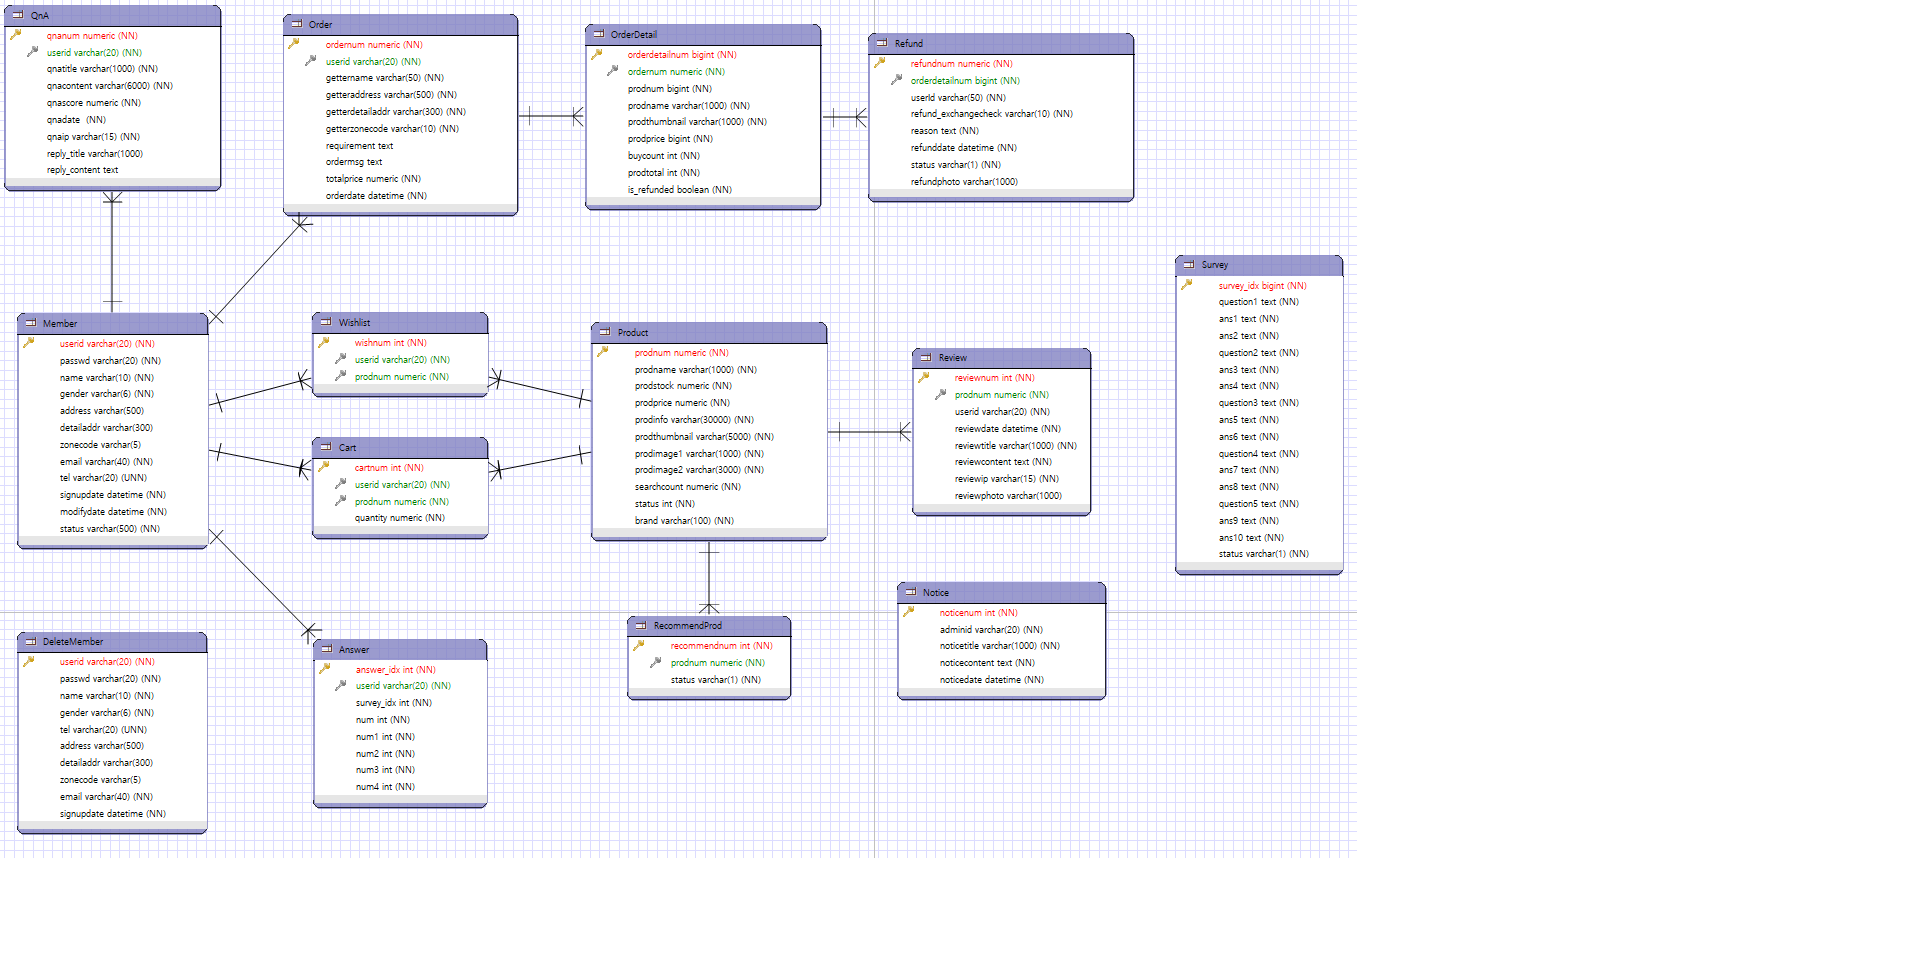 QnA
qnanum numeric (NN)
userid varchar(20) (NN)
qnatitle varchar(1000) (NN)
qnacontent varchar(6000) (NN)
qnascore numeric (NN)
qnadate (NN)
qnaip varchar(15) (NN)
reply_title varchar(1000)
reply_content text
Order
ordernum numeric (NN)
userid varchar(20) (NN)
gettername varchar(50) (NN)
getteraddress varchar(500) (NN)
getterdetailaddr varchar(300) (NN)
getterzonecode varchar(10) (NN)
requirement text
ordermsg text
totalprice numeric (NN)
orderdate datetime (NN)
OrderDetail
orderdetailnum bigint (NN)
ordernum numeric (NN)
prodnum bigint (NN)
prodname varchar(1000) (NN)
prodthumbnail varchar(1000) (NN)
prodprice bigint (NN)
buycount int (NN)
prodtotal int (NN)
is_refunded boolean (NN)
Refund
refundnum numeric (NN)
orderdetailnum bigint (NN)
userid varchar(50) (NN)
refund_exchangecheck varchar(10) (NN)
reason text (NN)
refunddate datetime (NN)
status varchar(1) (NN)
refundphoto varchar(1000)
Survey
survey_idx bigint (NN)
question1 text (NN)
ans1 text (NN)
ans2 text (NN)
question2 text (NN)
ans3 text (NN)
ans4 text (NN)
question3 text (NN)
ans5 text (NN)
ans6 text (NN)
question4 text (NN)
ans7 text (NN)
ans8 text (NN)
question5 text (NN)
ans9 text (NN)
ans10 text (NN)
status varchar(1) (NN)
Member
userid varchar(20) (NN)
passwd varchar(20) (NN)
name varchar(10) (NN)
gender varchar(6) (NN)
address varchar(500)
detailaddr varchar(300)
zonecode varchar(5)
email varchar(40) (NN)
tel varchar(20) (UNN)
signupdate datetime (NN)
modifydate datetime (NN)
status varchar(500) (NN)
Wishlist
wishnum int (NN)
userid varchar(20) (NN)
prodnum numeric (NN)
Cart
cartnum int (NN)
userid varchar(20) (NN)
prodnum numeric (NN)
quantity numeric (NN)
Product
prodnum numeric (NN)
prodname varchar(1000) (NN)
prodstock numeric (NN)
prodprice numeric (NN)
prodinfo varchar(30000) (NN)
prodthumbnail varchar(5000) (NN)
prodimage1 varchar(1000) (NN)
prodimage2 varchar(3000) (NN)
searchcount numeric (NN)
status int (NN)
brand varchar(100) (NN)
Review
reviewnum int (NN)
prodnum numeric (NN)
userid varchar(20) (NN)
reviewdate datetime (NN)
reviewtitle varchar(1000) (NN)
reviewcontent text (NN)
reviewip varchar(15) (NN)
reviewphoto varchar(1000)
DeleteMember
userid varchar(20) (NN)
passwd varchar(20) (NN)
name varchar(10) (NN)
gender varchar(6) (NN)
tel varchar(20) (UNN)
address varchar(500)
detailaddr varchar(300)
zonecode varchar(5)
email varchar(40) (NN)
signupdate datetime (NN)
Answer
answer_idx int (NN)
userid varchar(20) (NN)
survey_idx int (NN)
num int (NN)
num1 int (NN)
num2 int (NN)
num3 int (NN)
num4 int (NN)
RecommendProd
recommendnum int (NN)
prodnum numeric (NN)
status varchar(1) (NN)
Notice
noticenum int (NN)
adminid varchar(20) (NN)
noticetitle varchar(1000) (NN)
noticecontent text (NN)
noticedate datetime (NN)